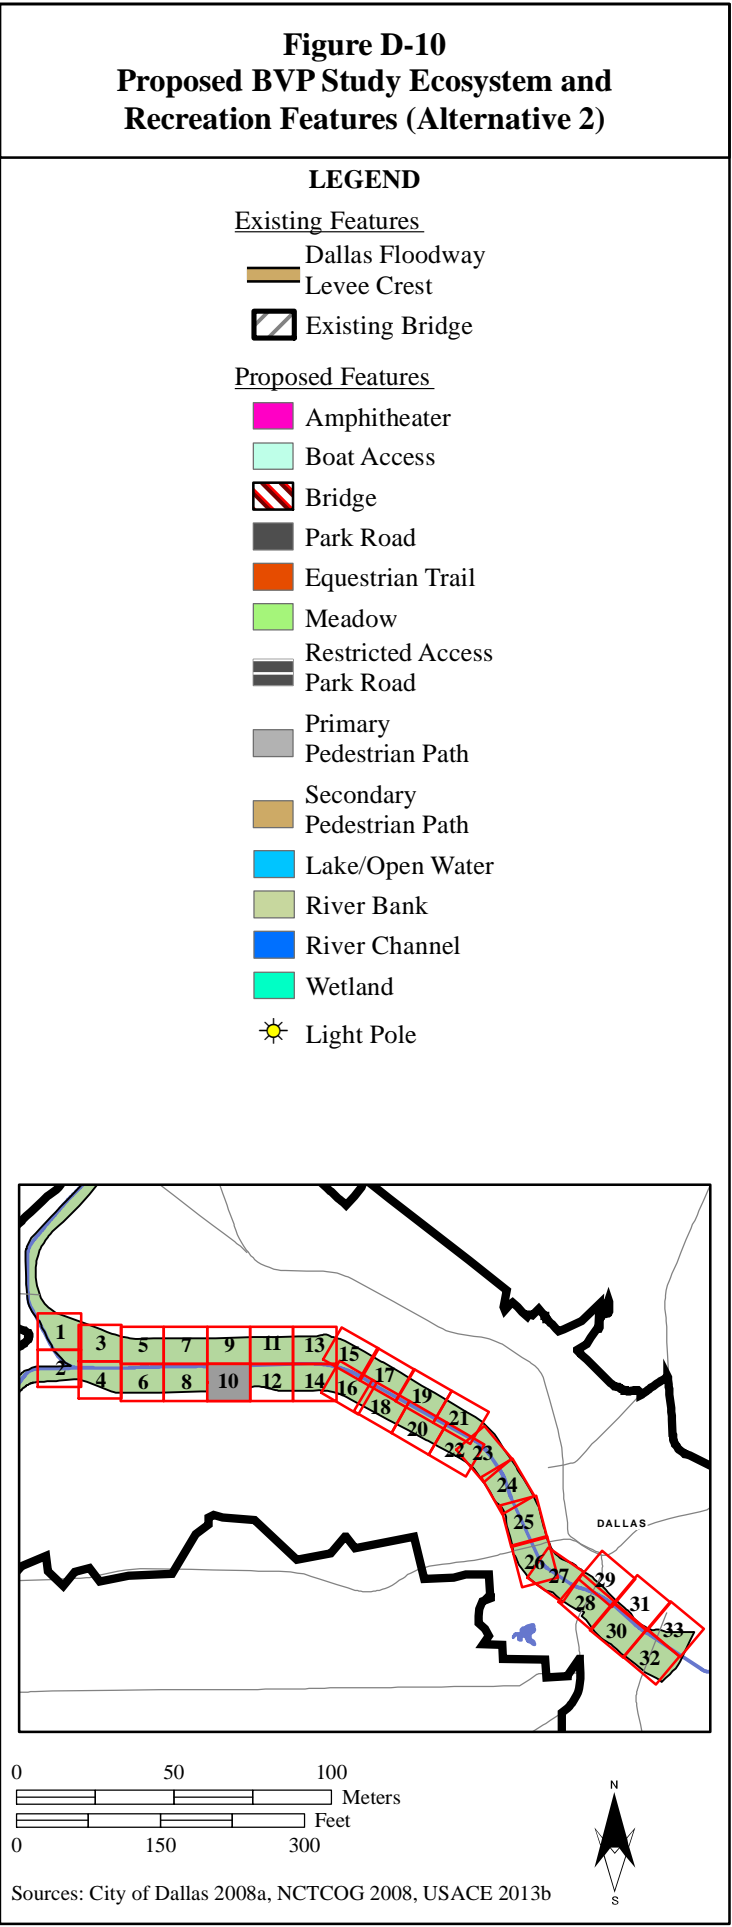 Figure D-10
Proposed BVP Study Ecosystem and
Recreation Features (Alternative 2)
LEGEND
Existing Features
Dallas Floodway
Levee Crest
Existing Bridge
Proposed Features
Amphitheater
Boat Access
Bridge
Park Road
Equestrian Trail
Meadow
Restricted Access
Park Road
Primary
Pedestrian Path
Secondary
Pedestrian Path
Lake/Open Water
River Bank
River Channel
Wetland
Light Pole
1
3
5
7
9
11
13
15
2
4
6
8
10
12
14
16
17
18
19
20
21
22
23
24
25
DALLAS
26
27
29
28
31
30
33
32
0 50 100
Meters
Feet
0 150 300
N
S
Sources: City of Dallas 2008a, NCTCOG 2008, USACE 2013b